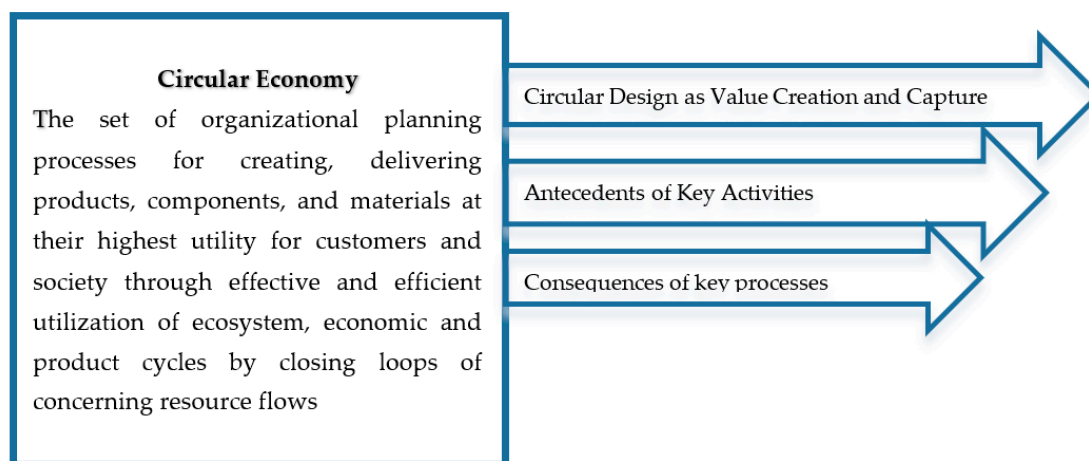 Circular Economy
The set of organizational planning
processes for creating, delivering
products, components, and materials at
their highest utility for customers and
society through effective and efficient
utilization of ecosystem, economic and
product cycles by closing loops of
concerning resource flows
Circular Design as Value Creation and Capture
Antecedents of Key Activities
Consequences of key processes